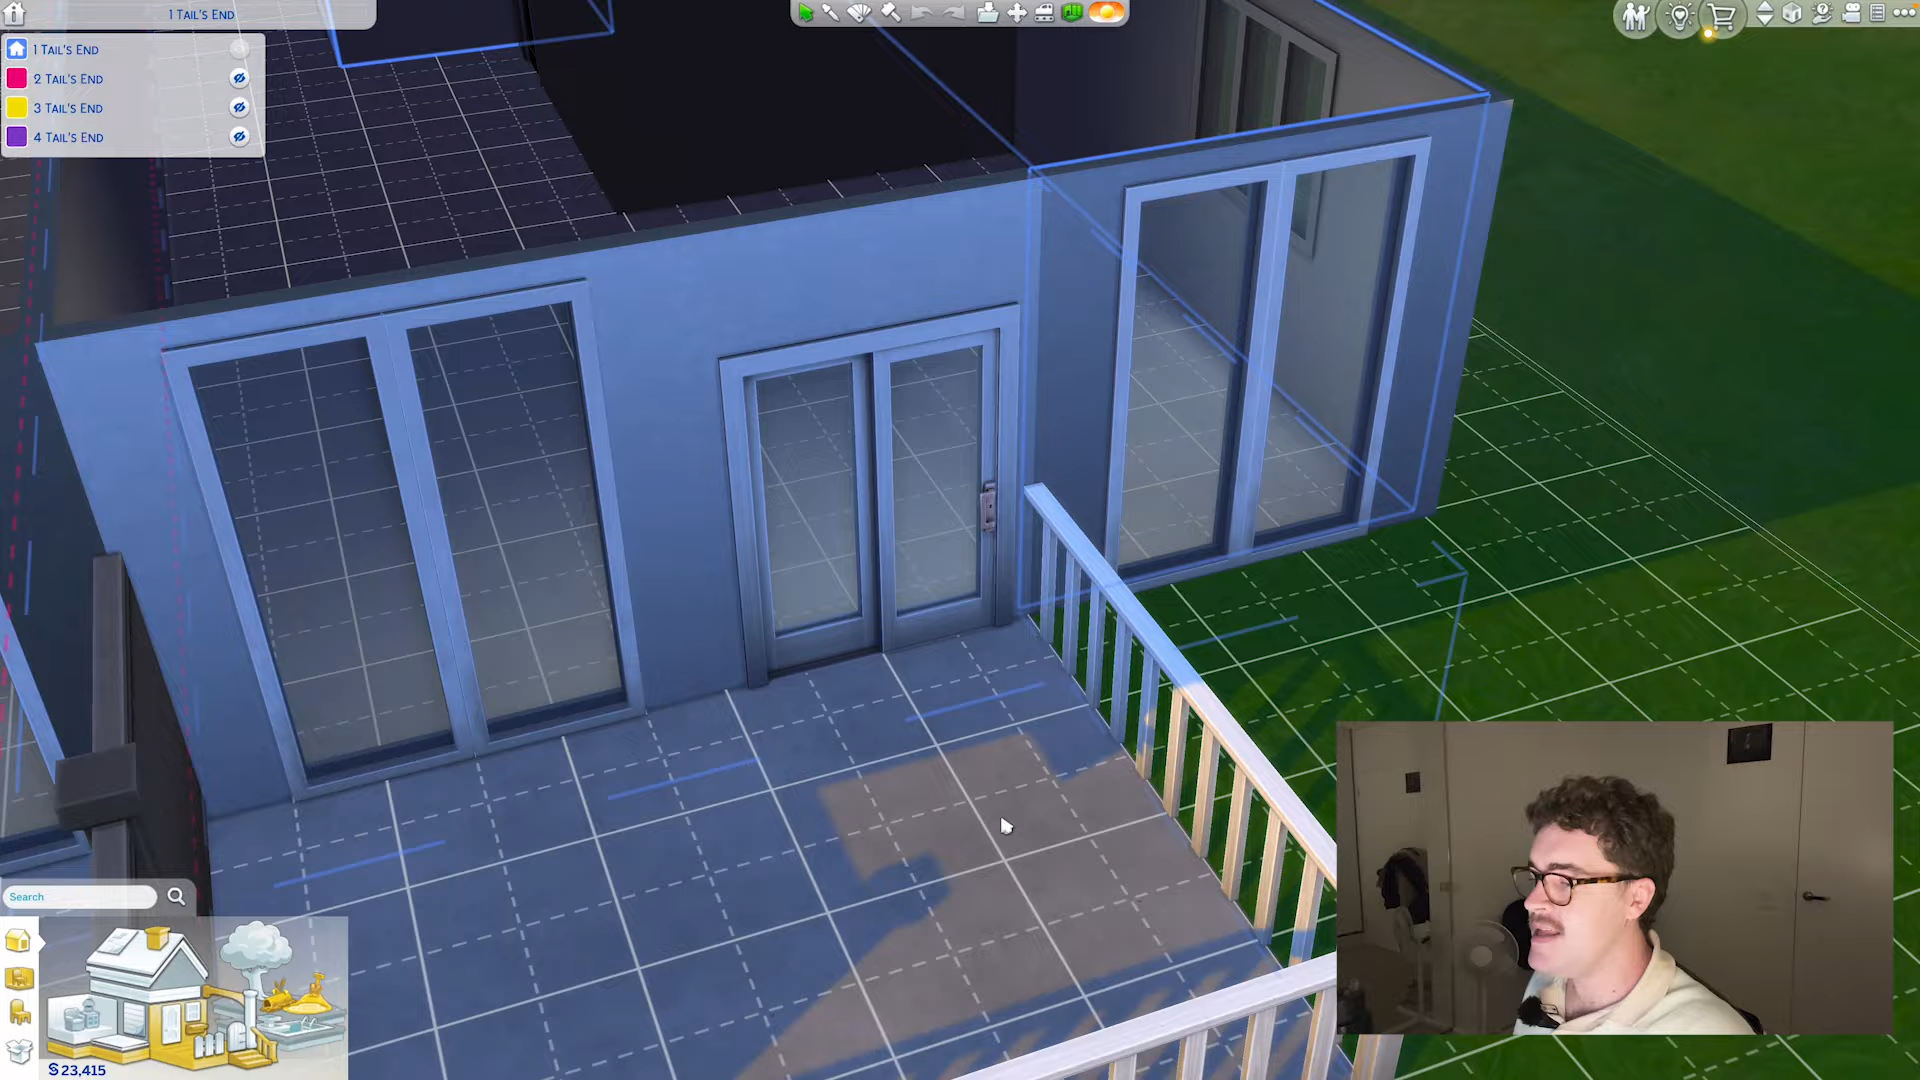 1 Tail's End
1 Tail's End
2 Tail's End
3 Tail's End
4 Tail's End
Search
§23,415